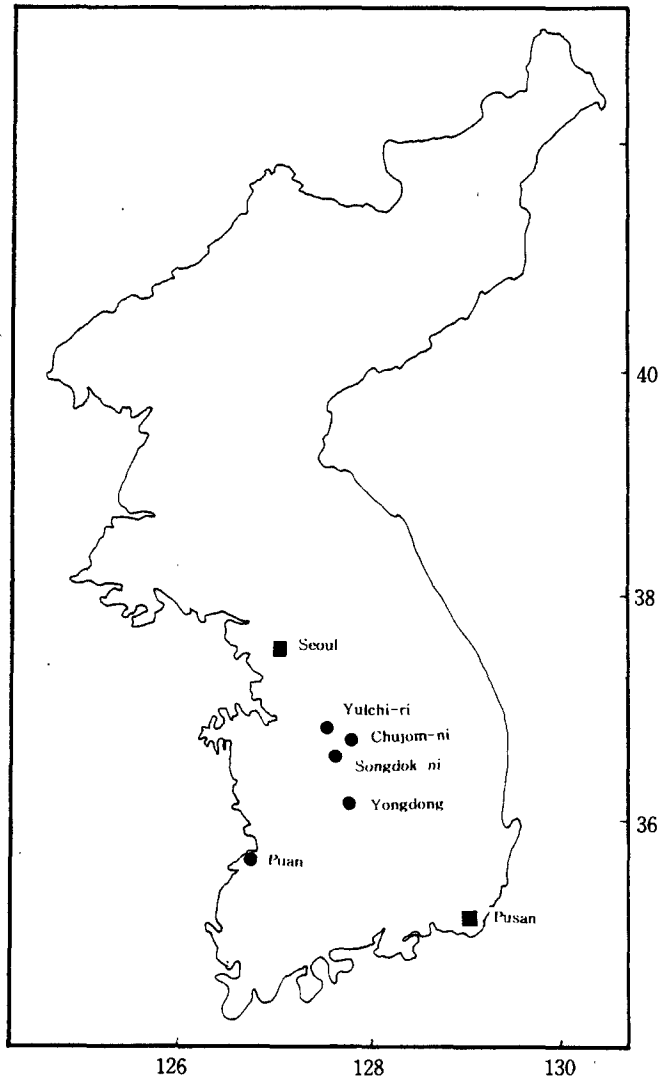 40
38
Seoul
Yulchi-ri
Chujom-ni
Songdok ni
Yongdong
36
Puan
Pusan
126 128 130